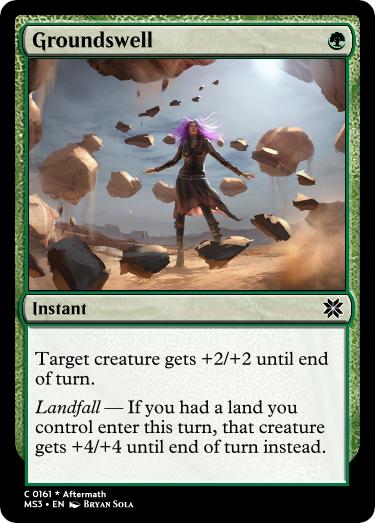 Groundswell
Instant
Target creature gets +2/+2 until end
of turn.
Landfall — If you had a land you
control enter this turn, that creature
gets +4/+4 until end of turn instead.
C 0161 * Aftermath
MS3 • EN Bryan Sola